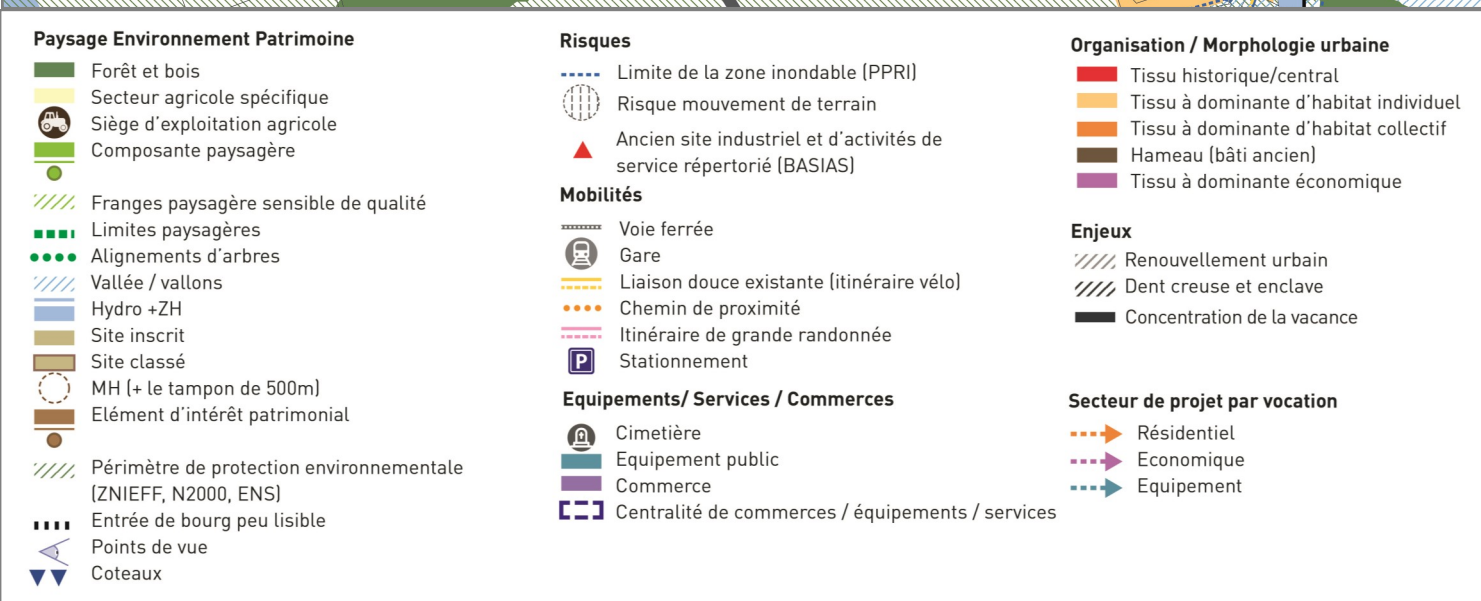 Paysage Environnement Patrimoine
Forêt et bois
Secteur agricole spécifique
Siège d'exploitation agricole
Composante paysagère
Franges paysagère sensible de qualité
Limites paysagères
Alignements d'arbres
Vallée / vallons
Hydro +ZH
Site inscrit
Site classé
MH (+ le tampon de 500m)
Elément d'intérêt patrimonial
Périmètre de protection environnementale
(ZNIEFF, N2000, ENS)
Entrée de bourg peu lisible
Points de vue
Coteaux
Risques
Limite de la zone inondable (PPRI)
Risque mouvement de terrain
Ancien site industriel et d'activités de
service répertorié (BASIAS)
Mobilités
Voie ferrée
Gare
Liaison douce existante (itinéraire vélo)
Chemin de proximité
Itinéraire de grande randonnée
P Stationnement
Equipements/ Services / Commerces
Cimetière
Equipement public
Commerce
Centralité de commerces / équipements / services
Organisation / Morphologie urbaine
Tissu historique/central
Tissu à dominante d'habitat individuel
Tissu à dominante d'habitat collectif
Hameau (bâti ancien)
Tissu à dominante économique
Enjeux
Renouvellement urbain
Dent creuse et enclave
Concentration de la vacance
Secteur de projet par vocation
Résidentiel
Economique
Equipement